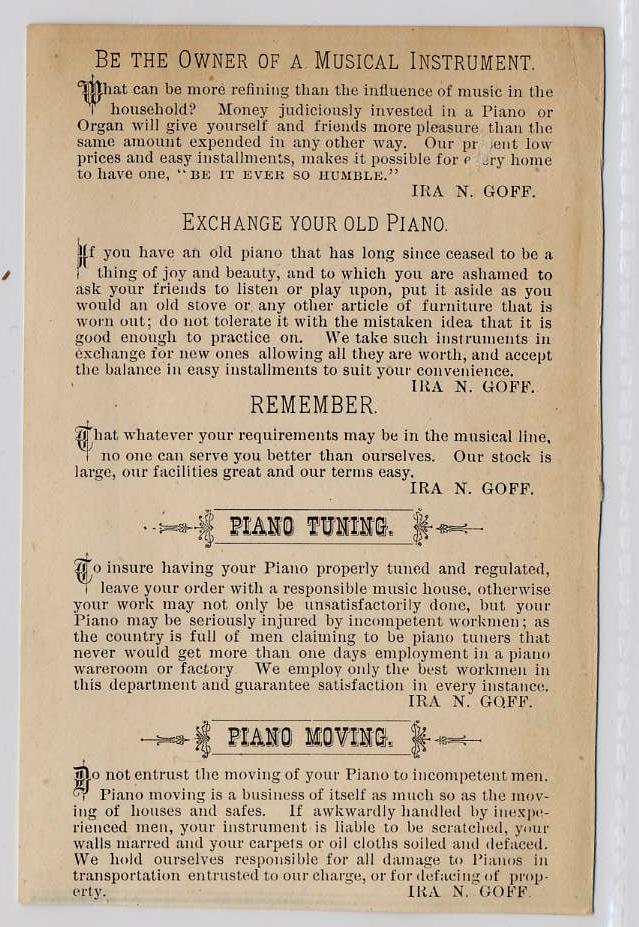 BE THE OWNER OF A MUSICAL INSTRUMENT.
What can be more refining than the influence of music in the
household? Money judiciously invested in a Piano or
Organ will give yourself and friends more pleasure than the
same amount expended in any other way. Our low
prices and easy installments, makes it possible for every home
to have one, "BE IT EVER SO HUMBLE."
IRA N. GOFF.
EXCHANGE YOUR OLD PIANO.
If you have an old piano that has long since ceased to be a
thing of joy and beauty, and to which you are ashamed to
ask your friends to listen or play upon, put it aside as you
would an old stove or any other article of furniture that is
worn out; do not tolerate it with the mistaken idea that it is
good enough to practice on. We take such instruments in
exchange for new ones allowing all they are worth, and accept
the balance in easy installments to suit your convenience.
IRA N. GOFF.
REMEMBER.
That whatever your requirements may be in the musical line,
no one can serve you better than ourselves. Our stock is
large, our facilities great and our terms easy.
IRA N. GOFF.
PIANO TUNING.
To insure having your Piano properly tuned and regulated,
leave your order with a responsible music house, otherwise
your work may not only be unsatisfactorily done, but your
Piano may be seriously injured by incompetent workmen; as
the country is full of men claiming to be piano tuners that
never would get more than one days employment in a piano
wareroom or factory We employ only the best workmen in
this department and guarantee satisfaction in every instance.
IRA N. GOFF.
PIANO MOVING.
Do not entrust the moving of your Piano to incompetent men.
Piano moving is a business of itself as much so as the mov-
ing of houses and safes. If awkwardly handled by inexpe-
rienced men, your instrument is liable to be scratched, your
walls marred and your carpets or oil cloths soiled and defaced.
We hold ourselves responsible for all damage to Pianos in
transportation entrusted to our charge, or for defacing of prop-
erty. IRA N. GOFF.